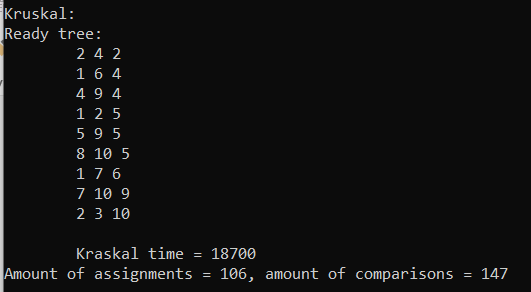 Kruskal:
Ready tree:
2 4 2
1 6 4
4 9 4
1 2 5
5 9 5
8 10 5
1 7 6
7 10 9
2 3 10
Kraskal time = 18700
Amount of assignments = 106, amount of comparisons = 147